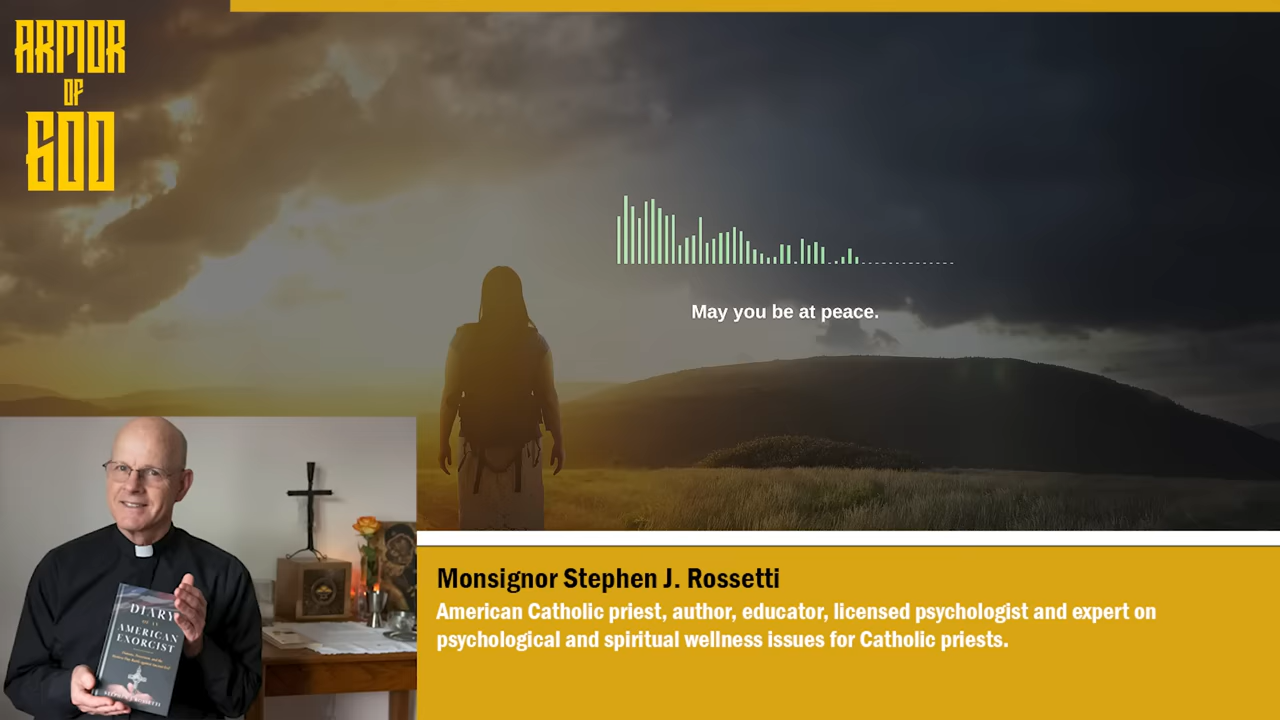 ARMOR
OF
GOD
May you be at peace.
DIARY
OF AN
AMERICAN
EXORCIST
Monsignor Stephen J. Rossetti
American Catholic priest, author, educator, licensed psychologist and expert on
psychological and spiritual wellness issues for Catholic priests.